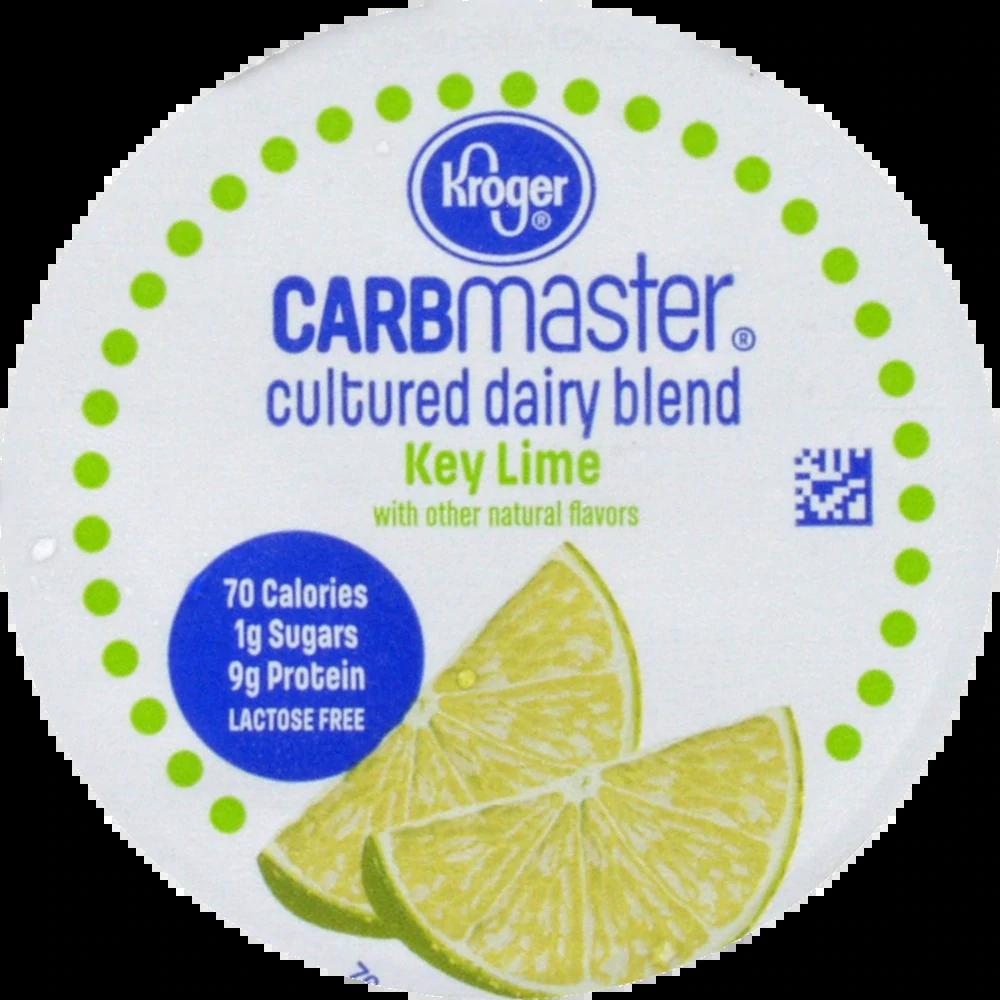 Kroger®
CARBmaster®
cultured dairy blend
Key Lime
with other natural flavors
70 Calories
1g Sugars
9g Protein
LACTOSE FREE